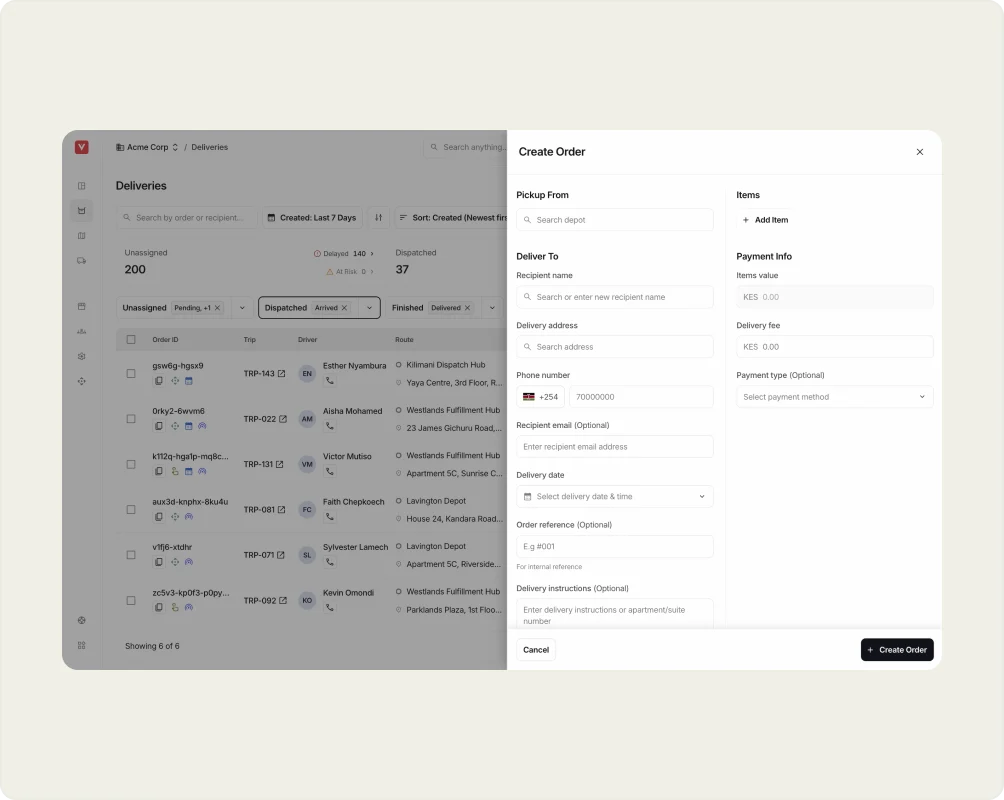 Acme Corp / Deliveries
Search anything...
Deliveries
Search by order or recipient...
Created: Last 7 Days
Sort: Created (Newest fir
Unassigned
200
Delayed 140
At Risk 0
Dispatched
37
Unassigned Pending, +1
Dispatched Arrived
Finished Delivered
Order ID Trip Driver Route
gsw6g-hgsx9
TRP-143
EN
Esther Nyambura
Kilimani Dispatch Hub
Yaya Centre, 3rd Floor, R...
0rky2-6wvm6
TRP-022
AM
Aisha Mohamed
Westlands Fulfillment Hub
23 James Gichuru Road,...
k112q-hga1p-mq8c...
TRP-131
VM
Victor Mutiso
Westlands Fulfillment Hub
Apartment 5C, Sunrise C...
aux3d-knphx-8ku4u
TRP-081
FC
Faith Chepkoech
Lavington Depot
House 24, Kandara Road...
v1fj6-xtdhr
TRP-071
SL
Sylvester Lamech
Lavington Depot
Apartment 5C, Riverside...
zc5v3-kp0f3-p0py...
TRP-092
KO
Kevin Omondi
Westlands Fulfillment Hub
Parklands Plaza, 1st Floo...
Showing 6 of 6
Create Order
Pickup From
Search depot
Deliver To
Recipient name
Search or enter new recipient name
Delivery address
Search address
Phone number
+254
70000000
Recipient email (Optional)
Enter recipient email address
Delivery date
Select delivery date & time
Order reference (Optional)
E.g #001
For internal reference
Delivery instructions (Optional)
Enter delivery instructions or apartment/suite
number
Items
+ Add Item
Payment Info
Items value
KES 0.00
Delivery fee
KES 0.00
Payment type (Optional)
Select payment method
Cancel
+ Create Order